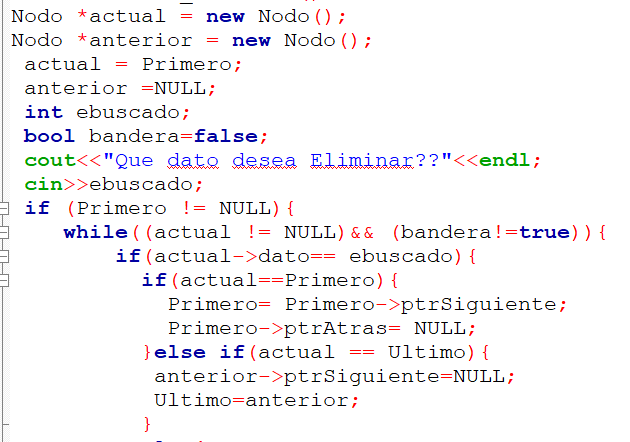 Nodo *actual = new Nodo();
Nodo *anterior = new Nodo();
actual = Primero;
anterior =NULL;
int ebuscado;
bool bandera=false;
cout<<"Que dato desea Eliminar??"<<endl;
cin>>ebuscado;
if (Primero != NULL){
while((actual != NULL)&& (bandera!=true)){
if(actual->dato== ebuscado){
if(actual==Primero){
Primero= Primero->ptrSiguiente;
Primero->ptrAtras= NULL;
}else if(actual == Ultimo){
anterior->ptrSiguiente=NULL;
Ultimo=anterior;
}